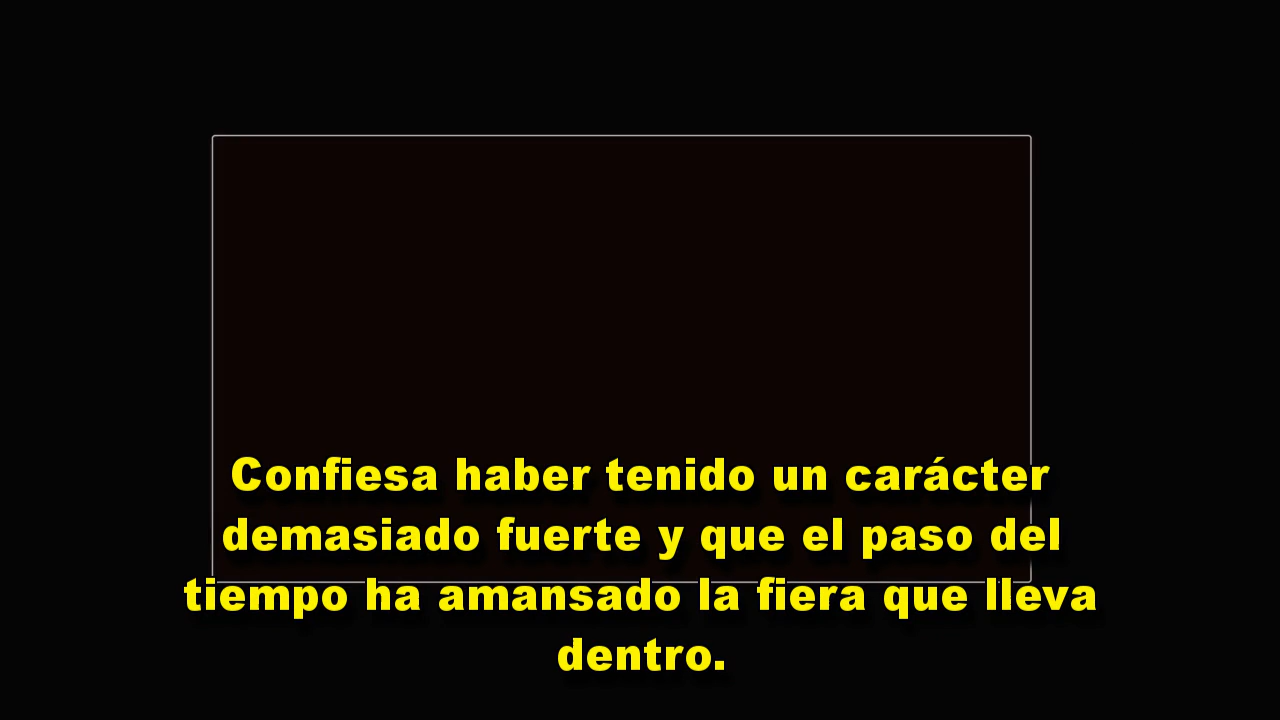 Confiesa haber tenido un carácter
demasiado fuerte y que el paso del
tiempo ha amansado la fiera que lleva
dentro.